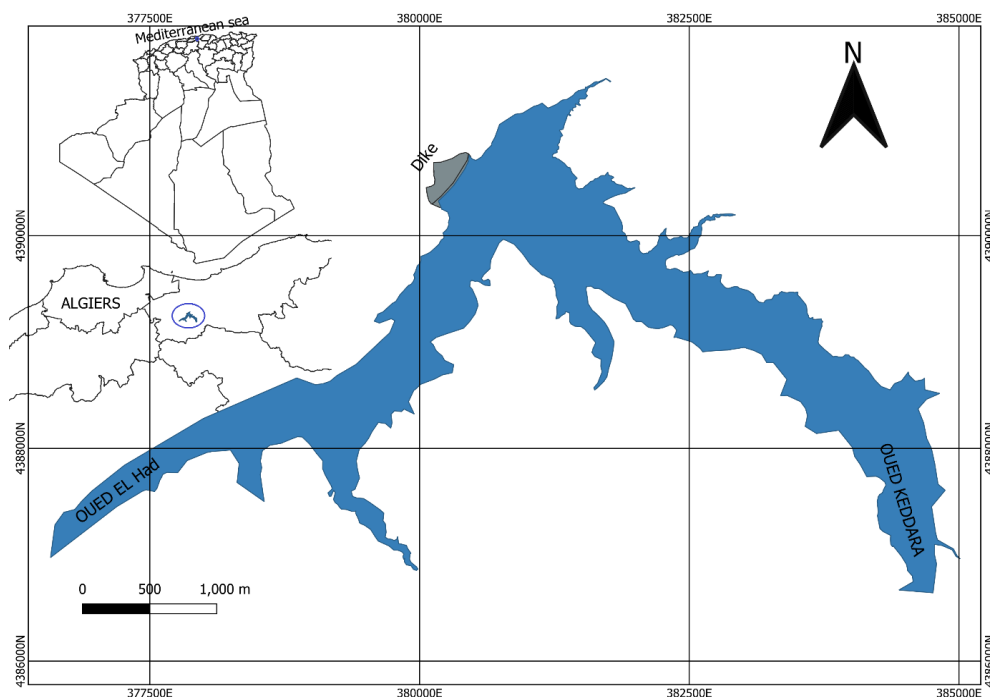 377500E
380000E
382500E
385000E
Mediterranean sea
N
Dike
4390000N
4390000N
ALGIERS
4388000N
4388000N
OUED EL Had
OUED KEDDARA
0 500 1,000 m
4386000N
4386000N
377500E
380000E
382500E
385000E